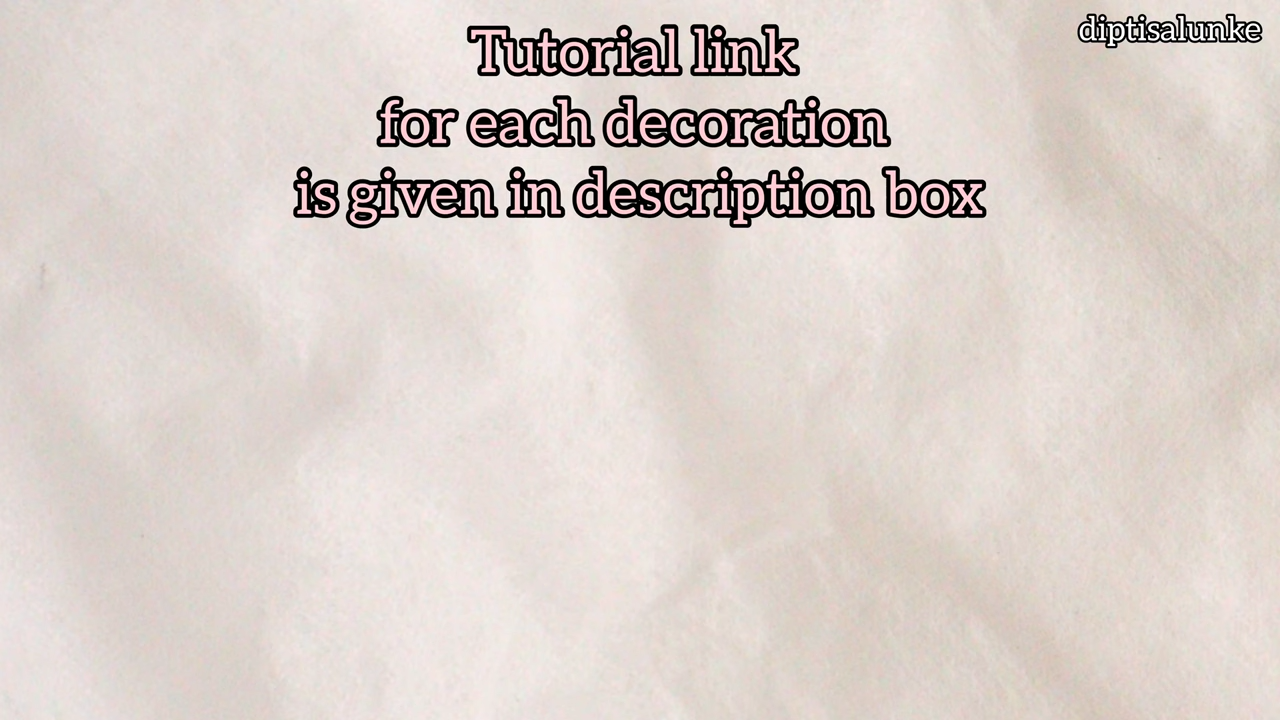 diptisalunke
Tutorial link
for each decoration
is given in description box